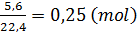 5,6/22,4 = 0,25 (mol)